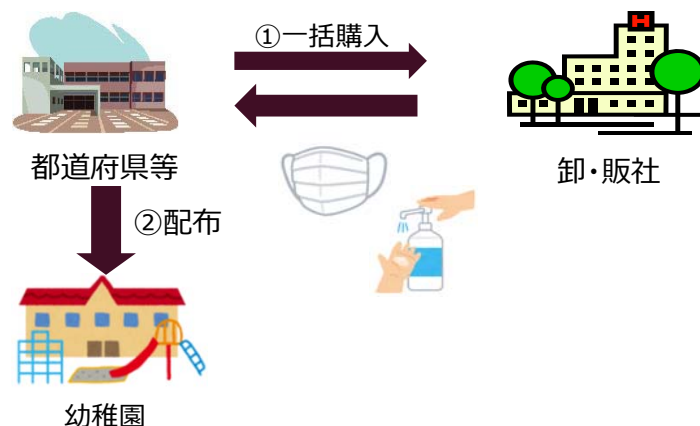 ①一括購入
H
都道府県等
卸・販社
②配布
幼稚園